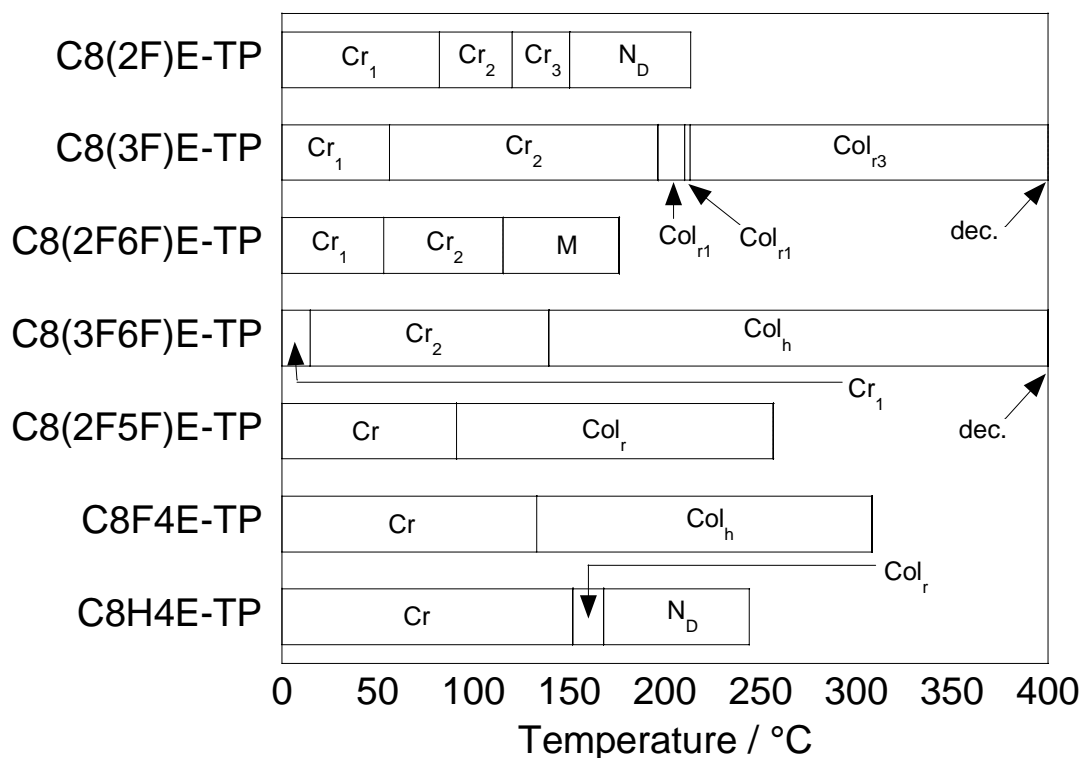 C8(2F)E-TP Cr1 Cr2 Cr3 ND
C8(3F)E-TP Cr1 Cr2 Colr3
Colr1 Colr1 dec.
C8(2F6F)E-TP Cr1 Cr2 M
C8(3F6F)E-TP Cr2 Colh
Cr1
dec.
C8(2F5F)E-TP Cr Colr
C8F4E-TP Cr Colh
Colr
C8H4E-TP Cr ND
0 50 100 150 200 250 300 350 400
Temperature / °C